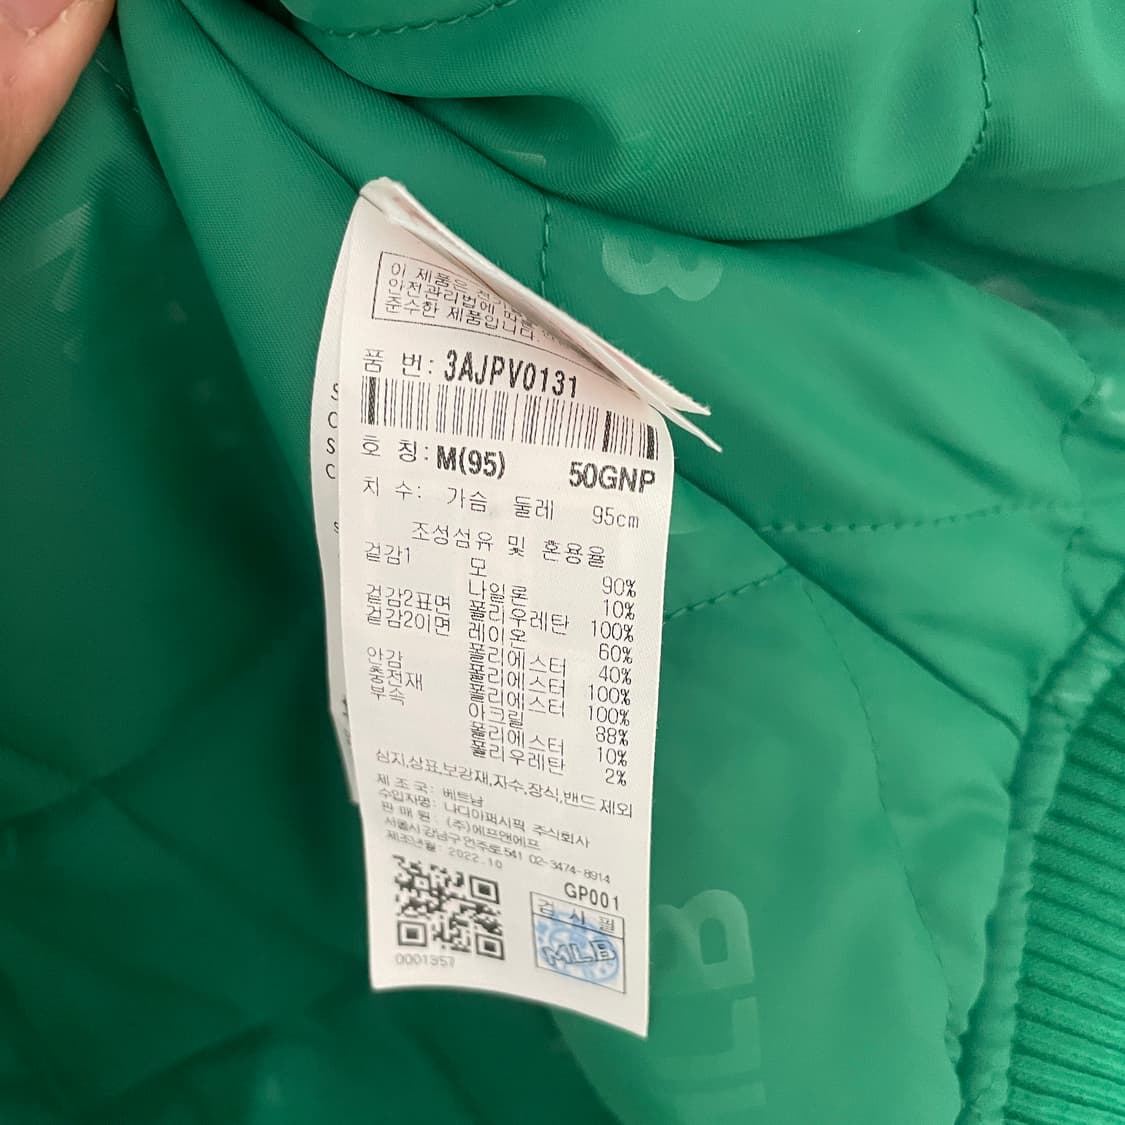 이 제품은 전기
안전관리법에 따른
준수한 제품입니다.
품 번: 3AJPV0131
호 칭: M(95) 50GNP
치 수: 가슴 둘레 95cm
조성섬유 및 혼용율
겉감1 모 90%
나일론 10%
겉감2표면 폴리우레탄 100%
겉감2이면 레이온 60%
폴리에스터 40%
안감 폴리에스터 100%
충전재 폴리에스터 100%
부속 아크릴 88%
폴리에스터 10%
폴리우레탄 2%
심지,상표,보강재,자수,장식,밴드 제외
제 조 국: 베트남
수입자명: 나디아퍼시픽 주식회사
판 매 원: (주)에프앤에프
서울시 강남구 언주로 541 02-3474-8914
제조년월: 2022.10
GP001
검 사 필
MLB
0001357
S
C
S
C
S
B
MLB